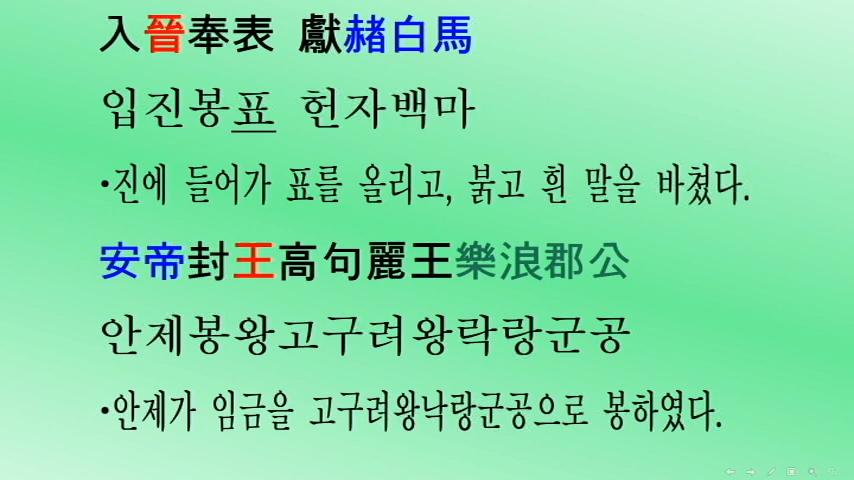 入晉奉表 獻赭白馬
입진봉표 헌자백마
•진에 들어가 표를 올리고, 붉고 흰 말을 바쳤다.
安帝封王高句麗王樂浪郡公
안제봉왕고구려왕락랑군공
•안제가 임금을 고구려왕낙랑군공으로 봉하였다.